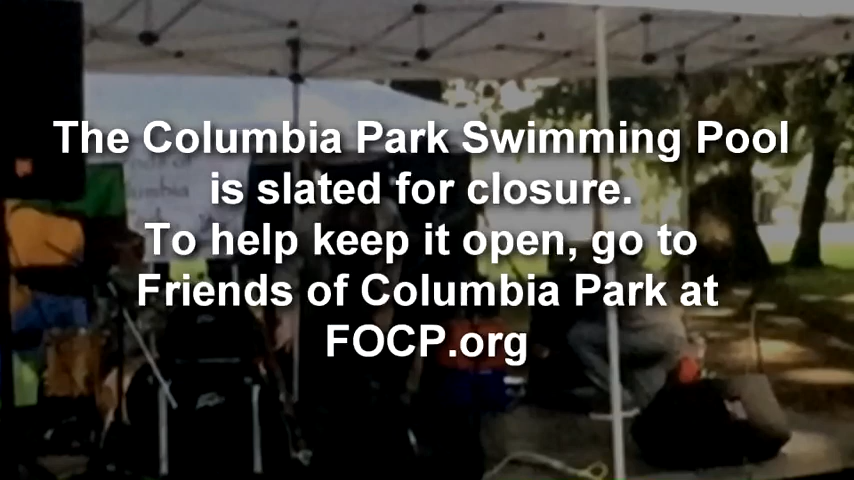 The Columbia Park Swimming Pool
is slated for closure.
To help keep it open, go to
Friends of Columbia Park at
FOCP.org